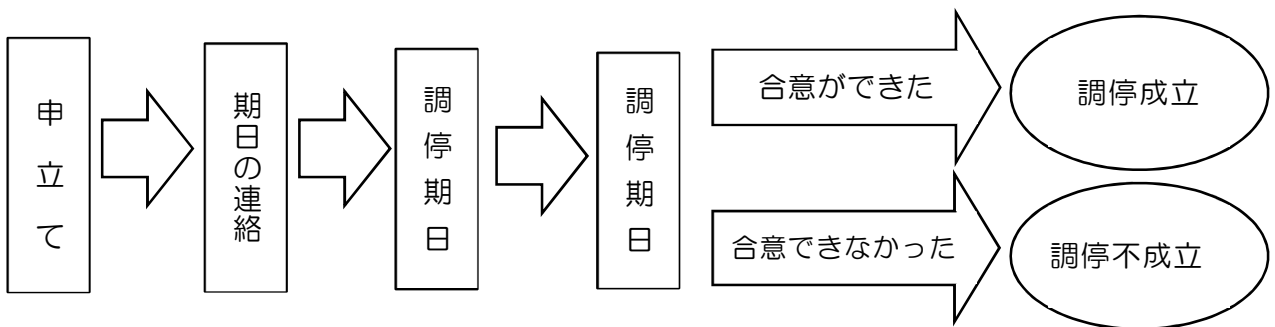 申立て
期日の連絡
調停期日
調停期日
合意ができた
調停成立
合意できなかった
調停不成立